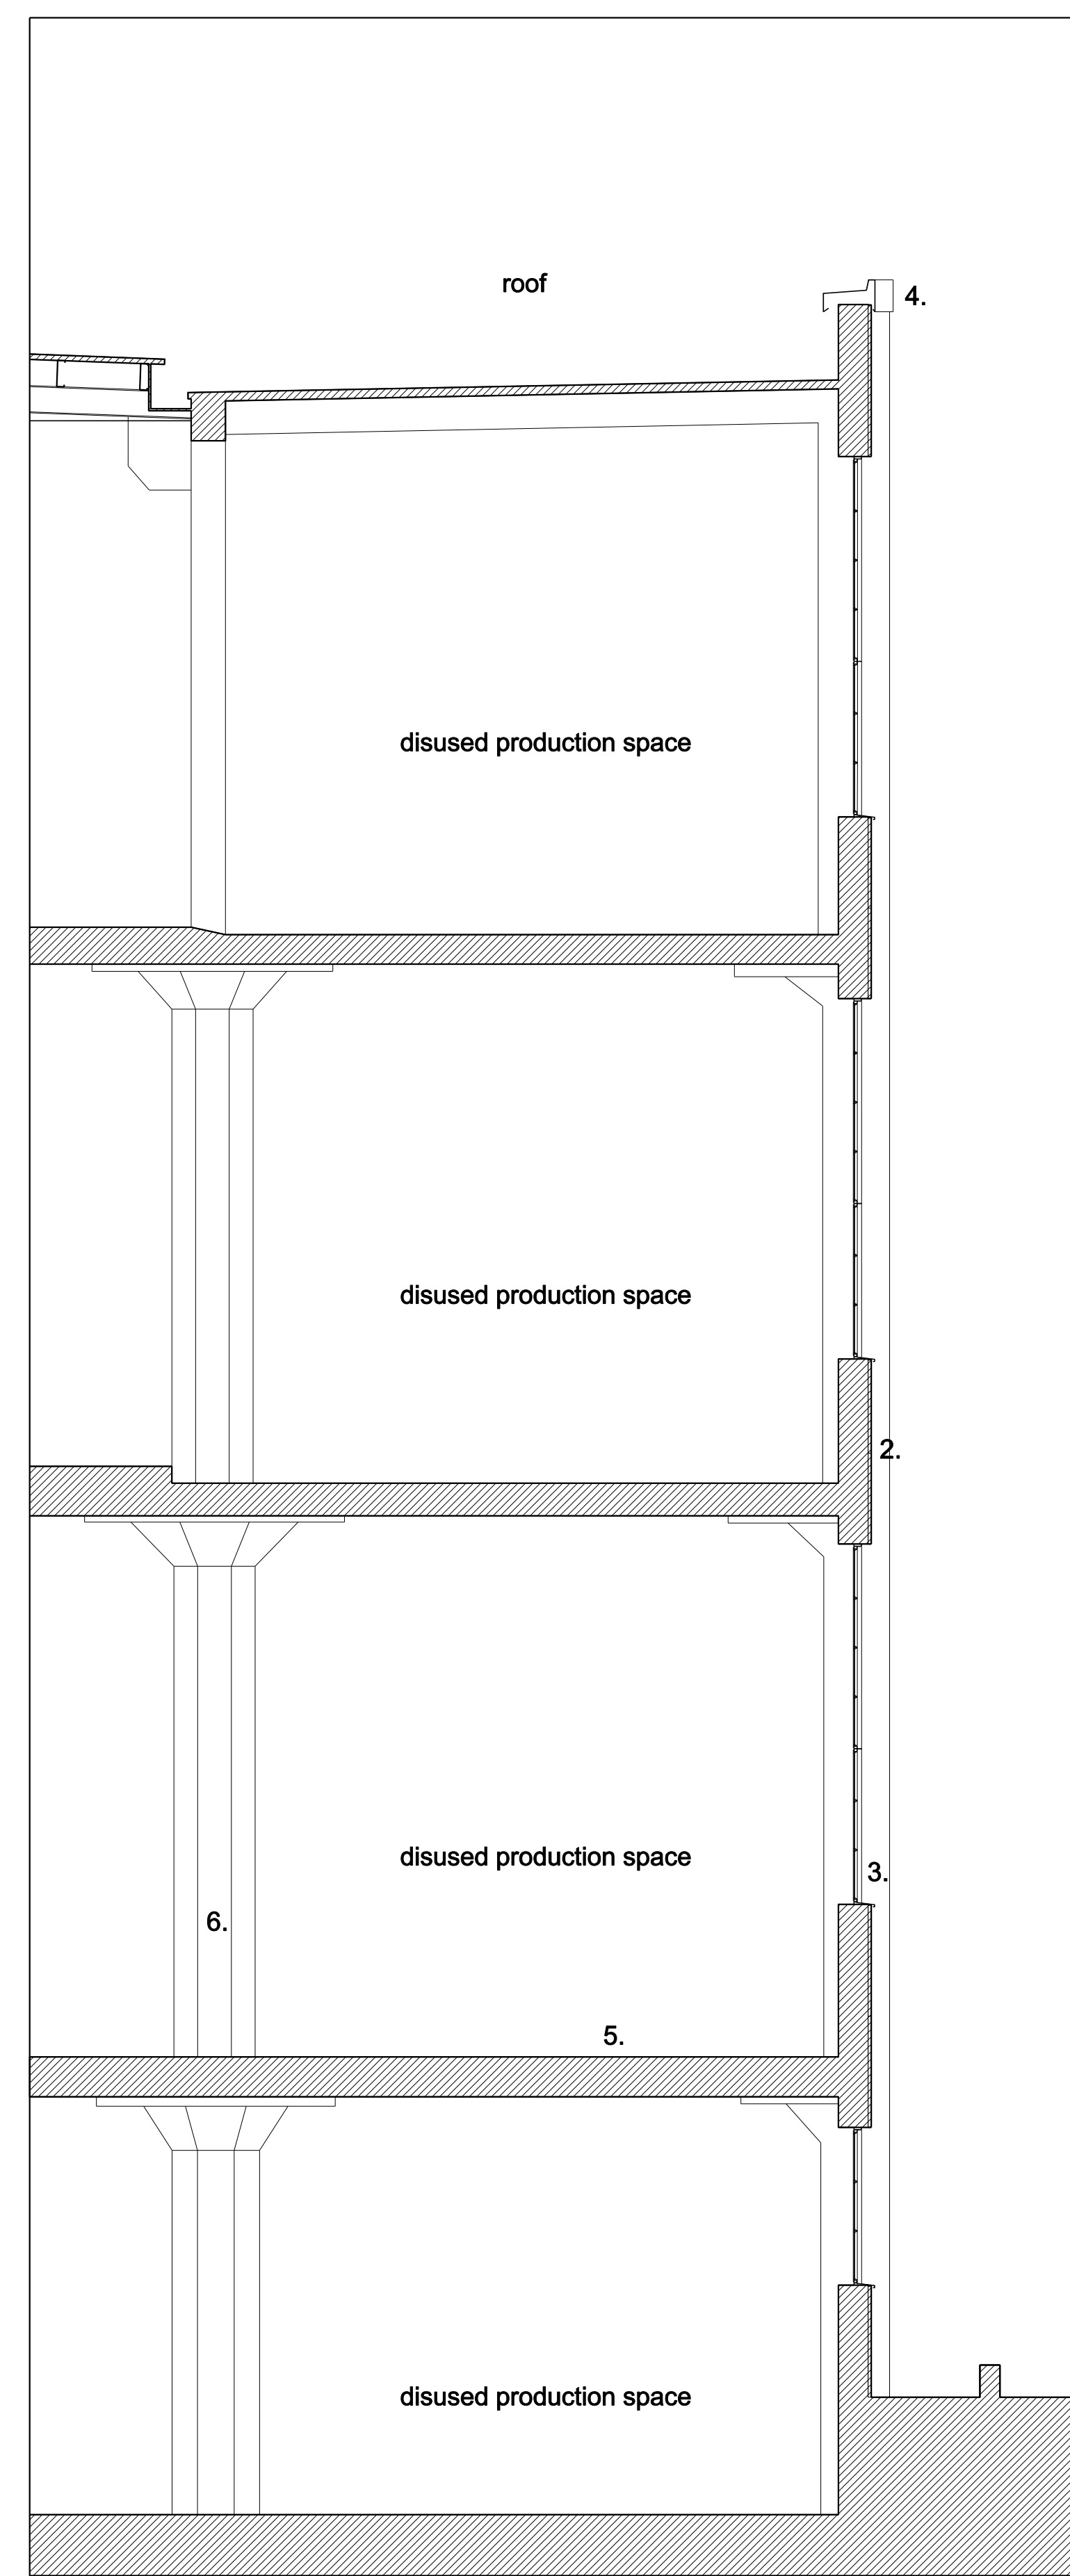 roof
4.
disused production space
disused production space
2.
disused production space
3.
6.
5.
disused production space